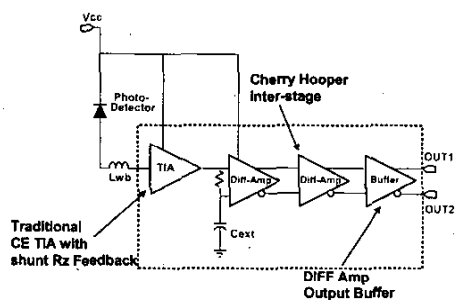 Vcc
Photo-
Detector
Cherry Hooper
inter-stage
Lwb
TIA
Diff-Amp
Diff-Amp
Buffer
OUT1
OUT2
Cext
Traditional
CE TIA with
shunt Rz Feedback
DIFF Amp
Output Buffer